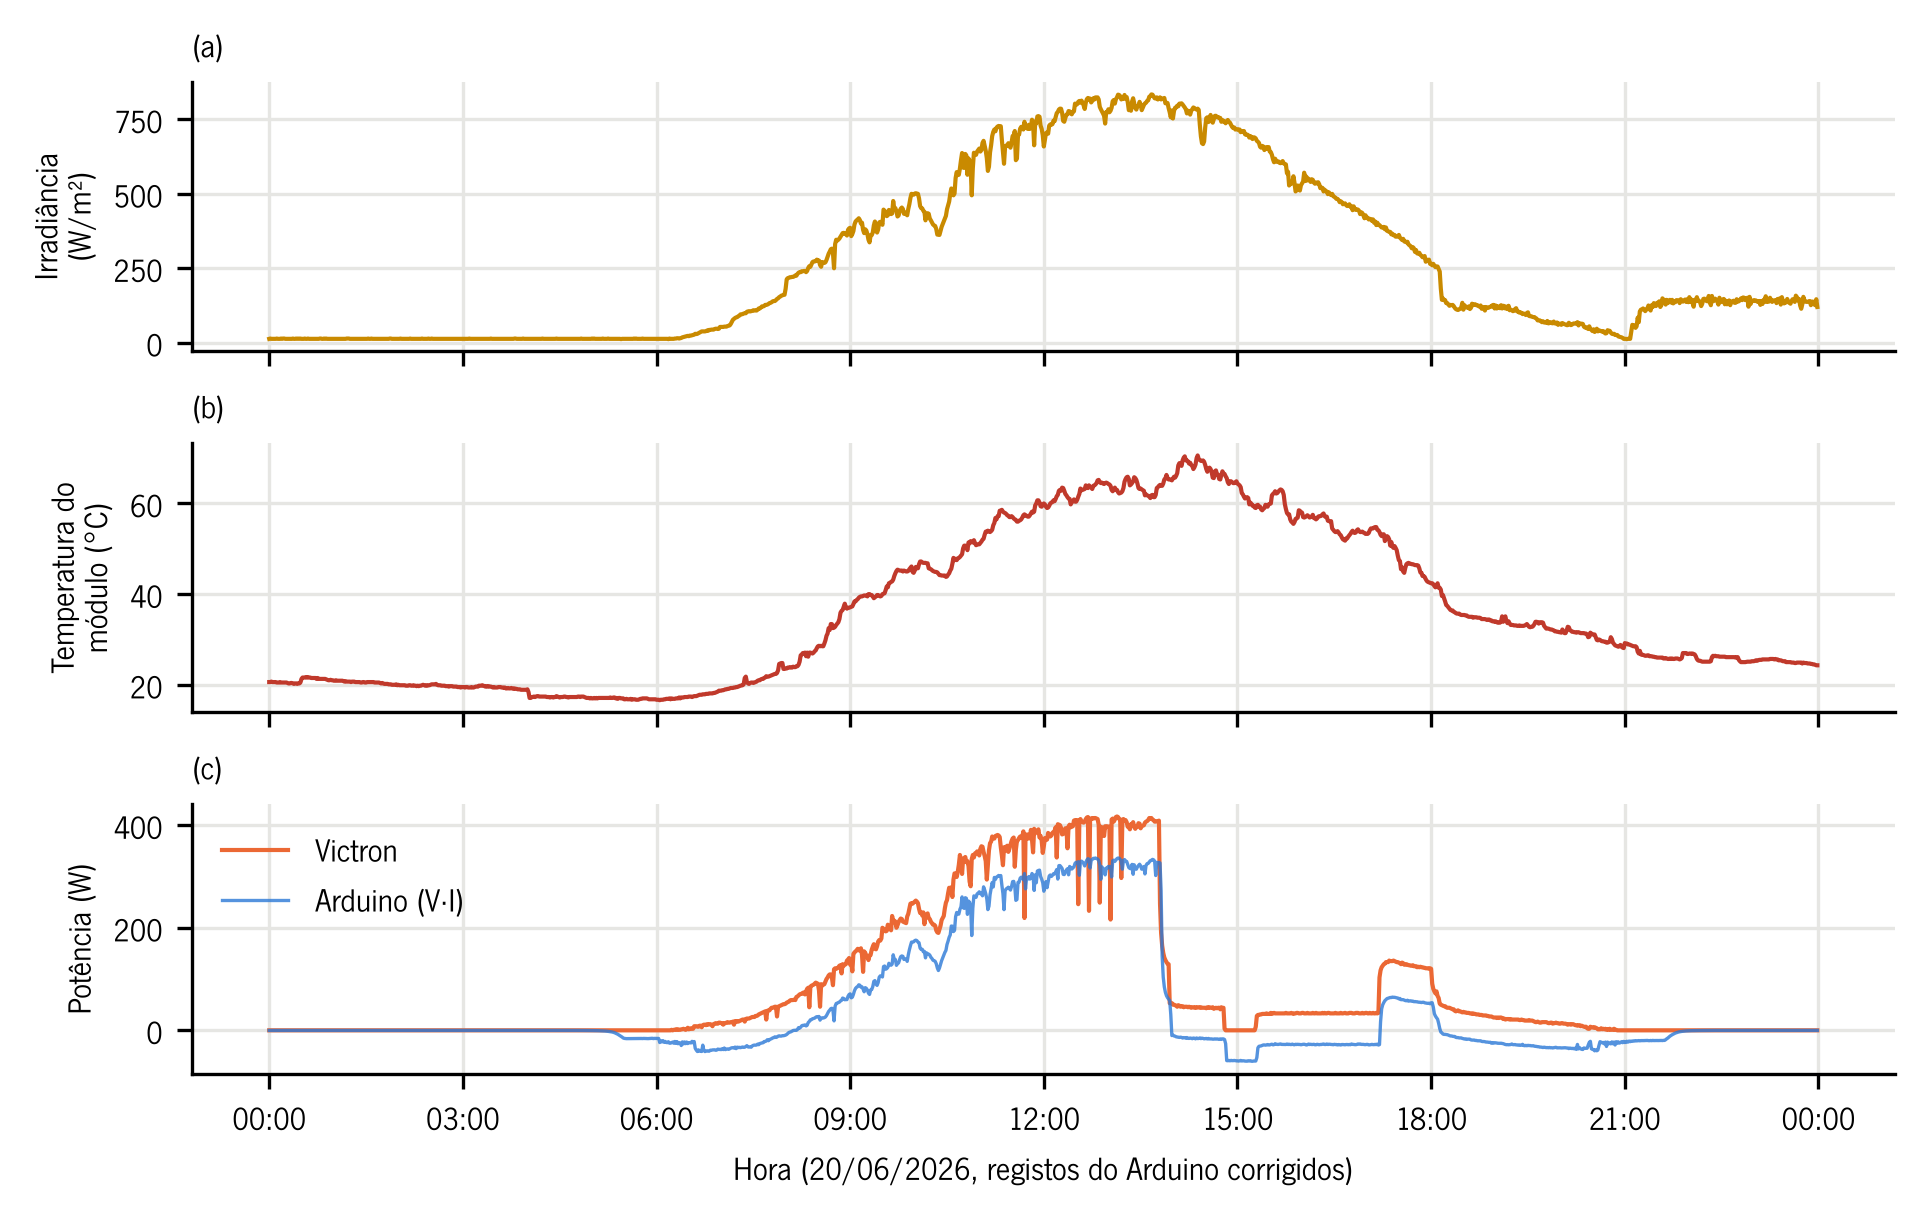 (a)
Irradiância
(W/m²)
750
500
250
0
(b)
Temperatura do
módulo (°C)
60
40
20
(c)
Potência (W)
400
200
0
Victron
Arduino (V·I)
00:00 03:00 06:00 09:00 12:00 15:00 18:00 21:00 00:00
Hora (20/06/2026, registos do Arduino corrigidos)